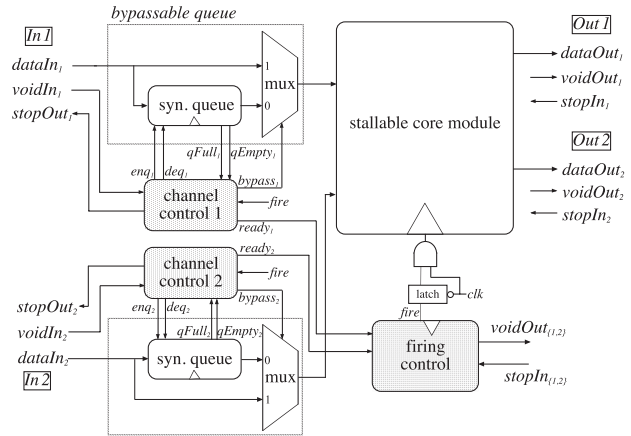 bypassable queue
In 1
dataIn1
voidIn1
stopOut1
syn. queue
1
0
mux
enq1
deq1
qFull1
qEmpty1
bypass1
channel control 1
fire
ready1
stallable core module
Out 1
dataOut1
voidOut1
stopIn1
Out 2
dataOut2
voidOut2
stopIn2
channel control 2
ready2
fire
bypass2
stopOut2
voidIn2
dataIn2
In 2
enq2
deq2
qFull2
qEmpty2
syn. queue
0
1
mux
latch
clk
fire
firing control
voidOut{1,2}
stopIn{1,2}